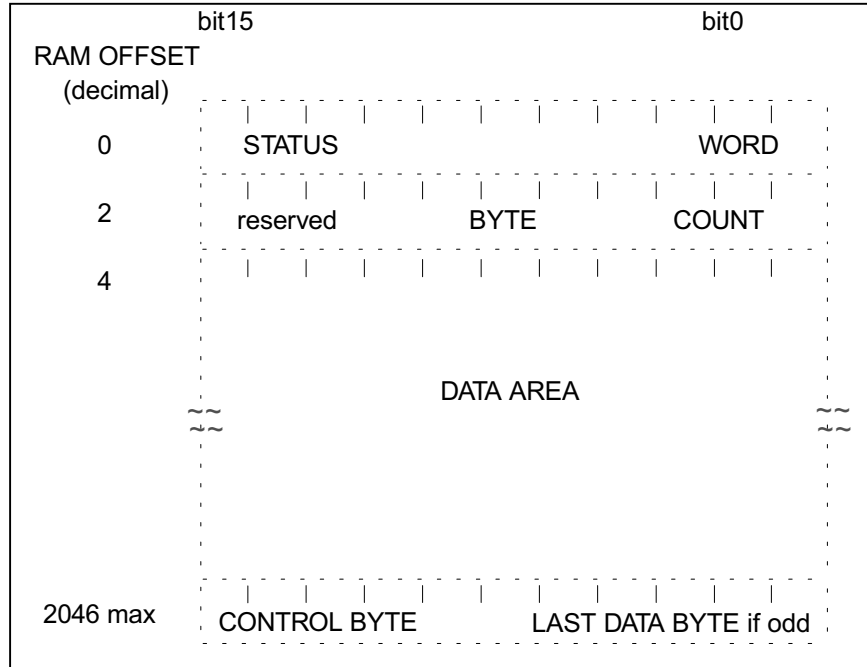 bit15 bit0
RAM OFFSET
(decimal)
0 STATUS WORD
2 reserved BYTE COUNT
4
DATA AREA
2046 max CONTROL BYTE LAST DATA BYTE if odd